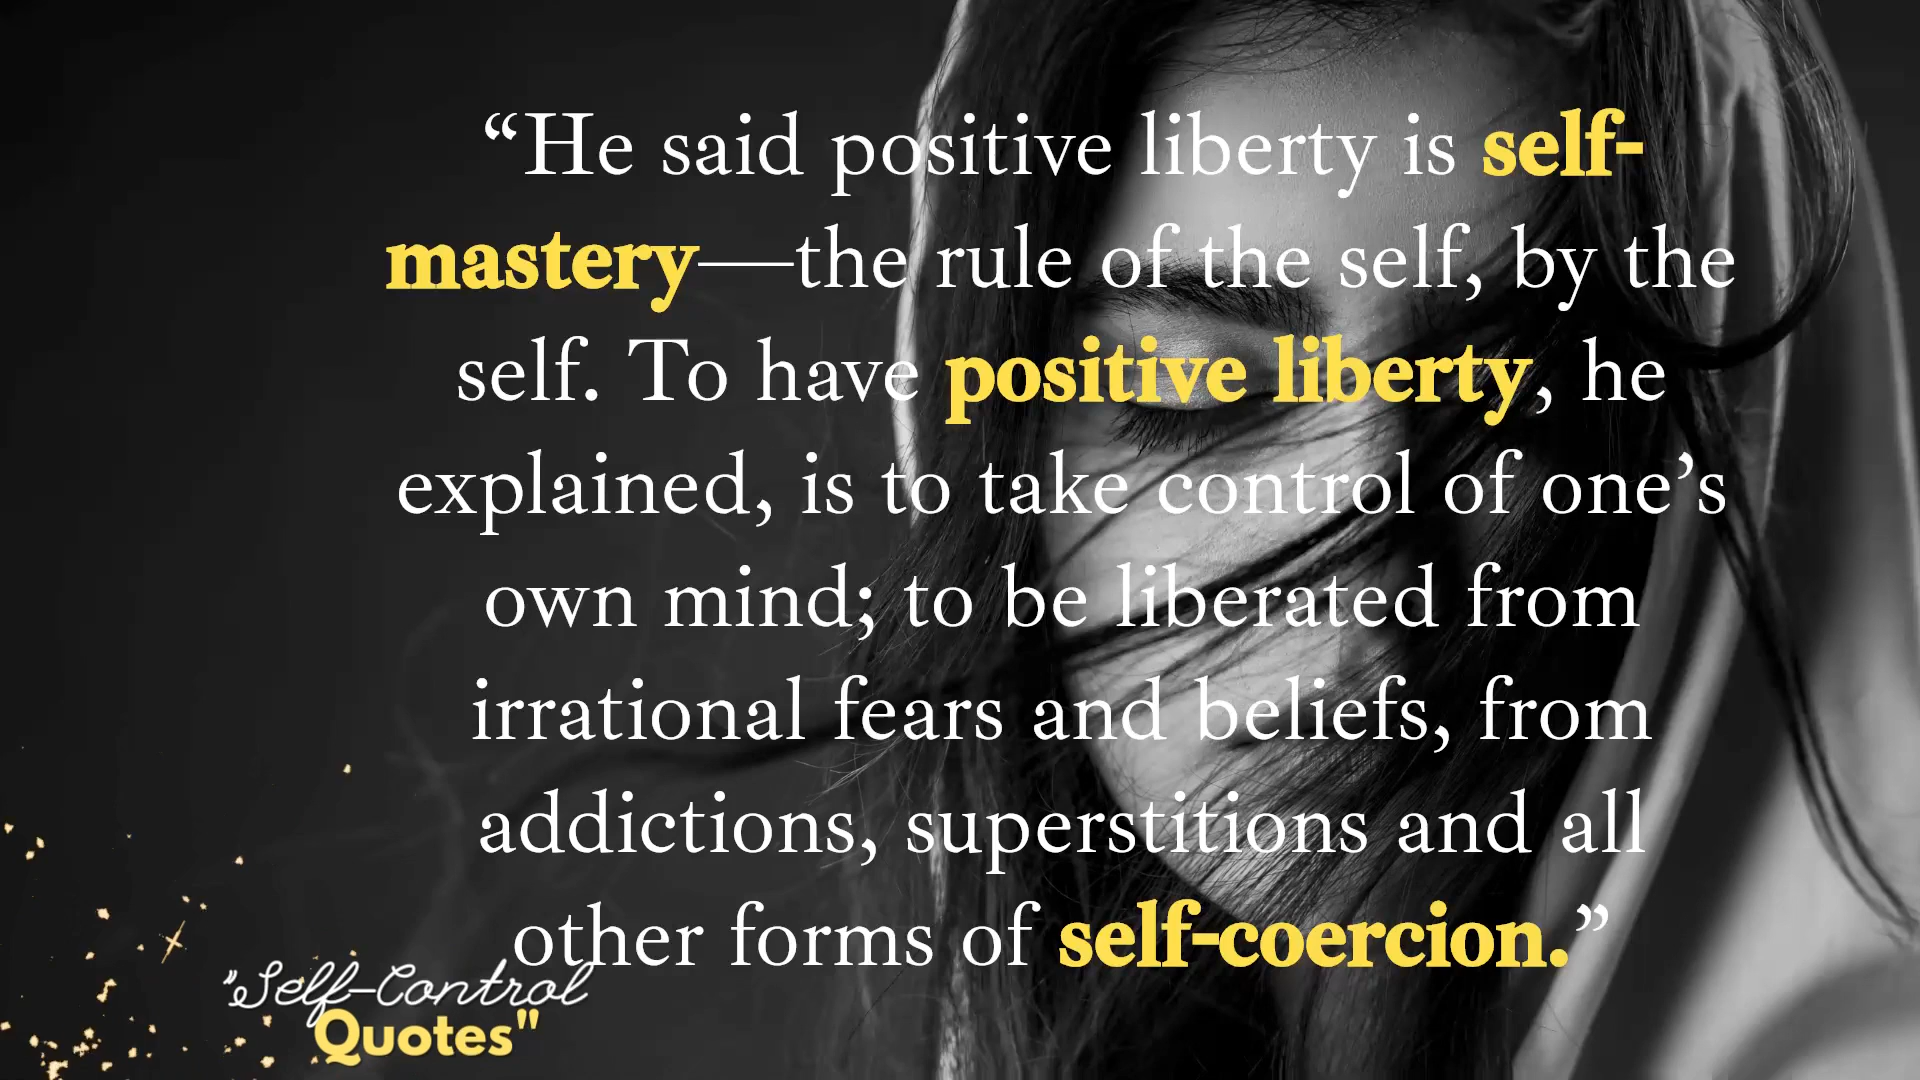 “He said positive liberty is self-
mastery—the rule of the self, by the
self. To have positive liberty, he
explained, is to take control of one’s
own mind; to be liberated from
irrational fears and beliefs, from
addictions, superstitions and all
other forms of self-coercion.”
"Self-Control
Quotes"